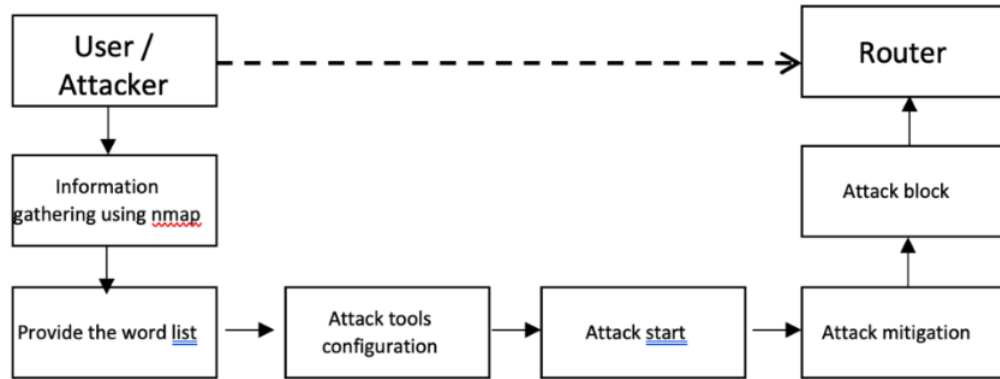 User /
Attacker
Router
Information
gathering using nmap
Attack block
Provide the word list
Attack tools
configuration
Attack start
Attack mitigation